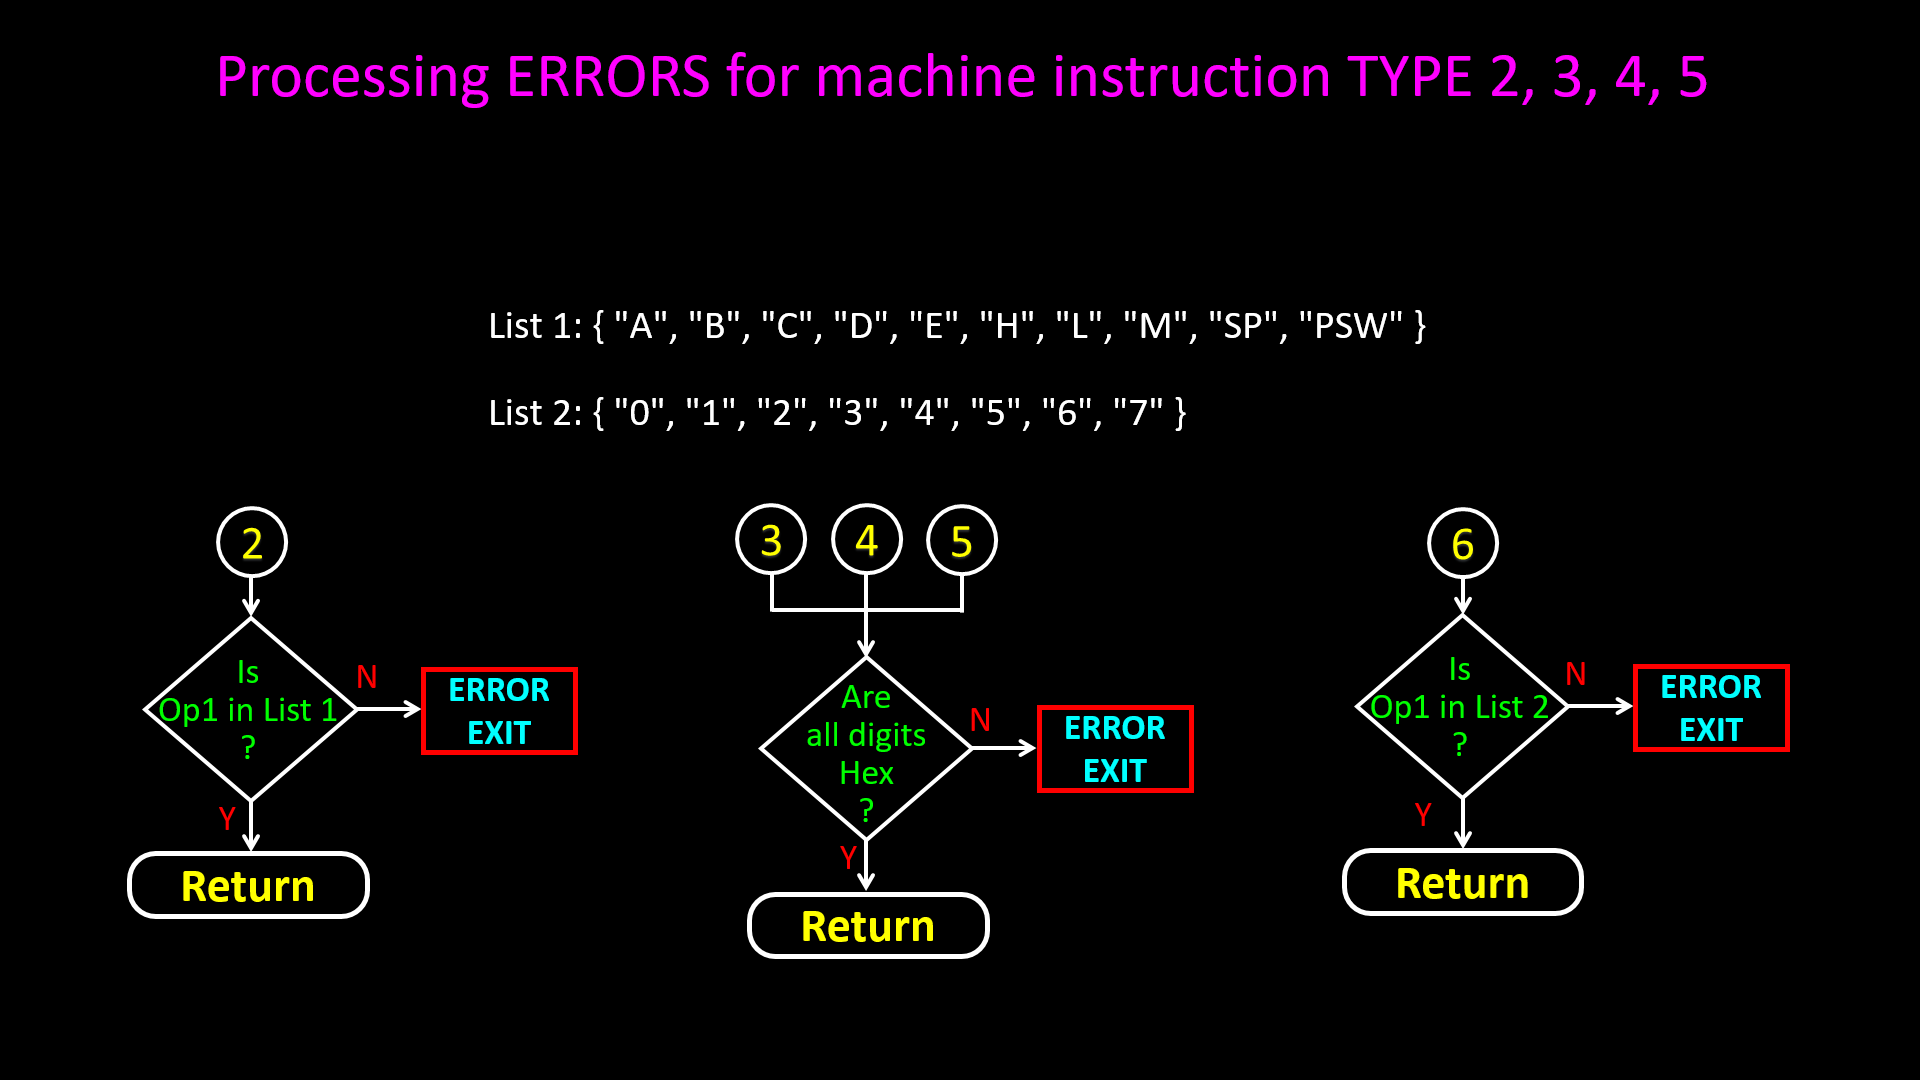 Processing ERRORS for machine instruction TYPE 2, 3, 4, 5
List 1: { "A", "B", "C", "D", "E", "H", "L", "M", "SP", "PSW" }
List 2: { "0", "1", "2", "3", "4", "5", "6", "7" }
2
Is
Op1 in List 1
?
N
ERROR
EXIT
Y
Return
3 4 5
Are
all digits
Hex
?
N
ERROR
EXIT
Y
Return
6
Is
Op1 in List 2
?
N
ERROR
EXIT
Y
Return